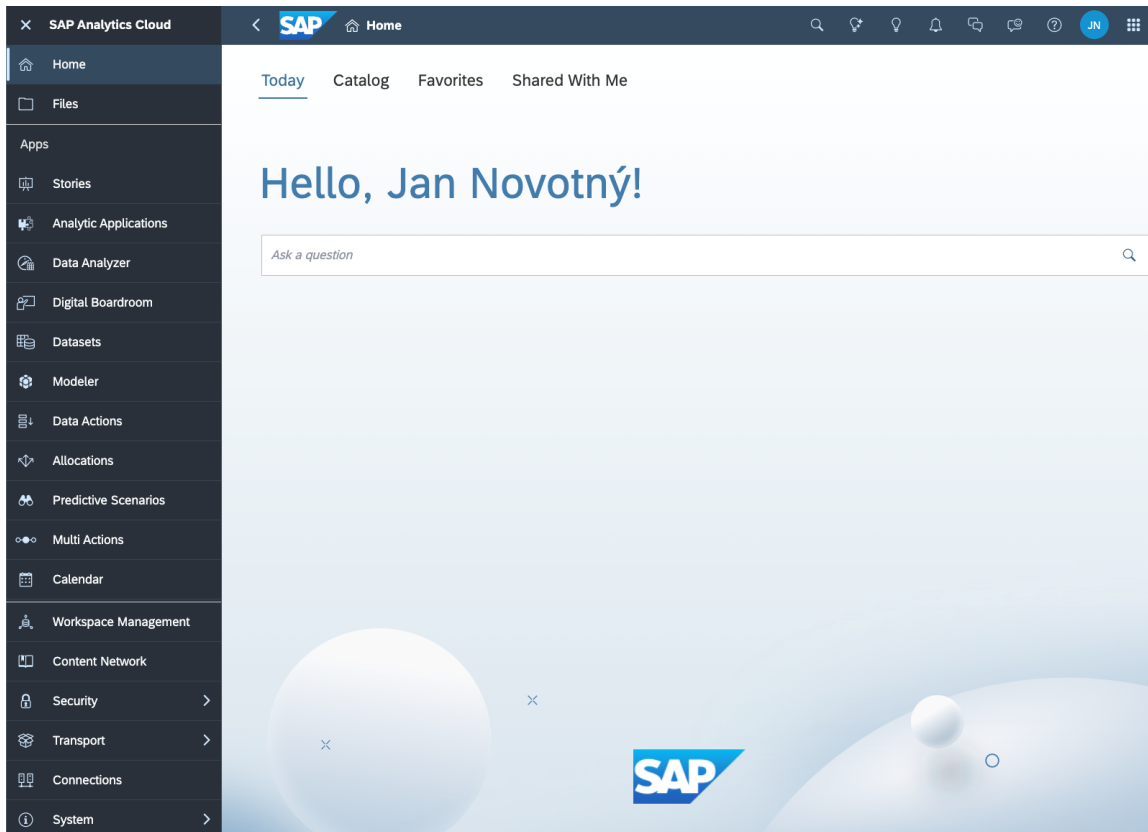 SAP Analytics Cloud
SAP
Home
JN
Home
Files
Apps
Stories
Analytic Applications
Data Analyzer
Digital Boardroom
Datasets
Modeler
Data Actions
Allocations
Predictive Scenarios
Multi Actions
Calendar
Workspace Management
Content Network
Security
Transport
Connections
System
Today Catalog Favorites Shared With Me
Hello, Jan Novotný!
Ask a question
SAP